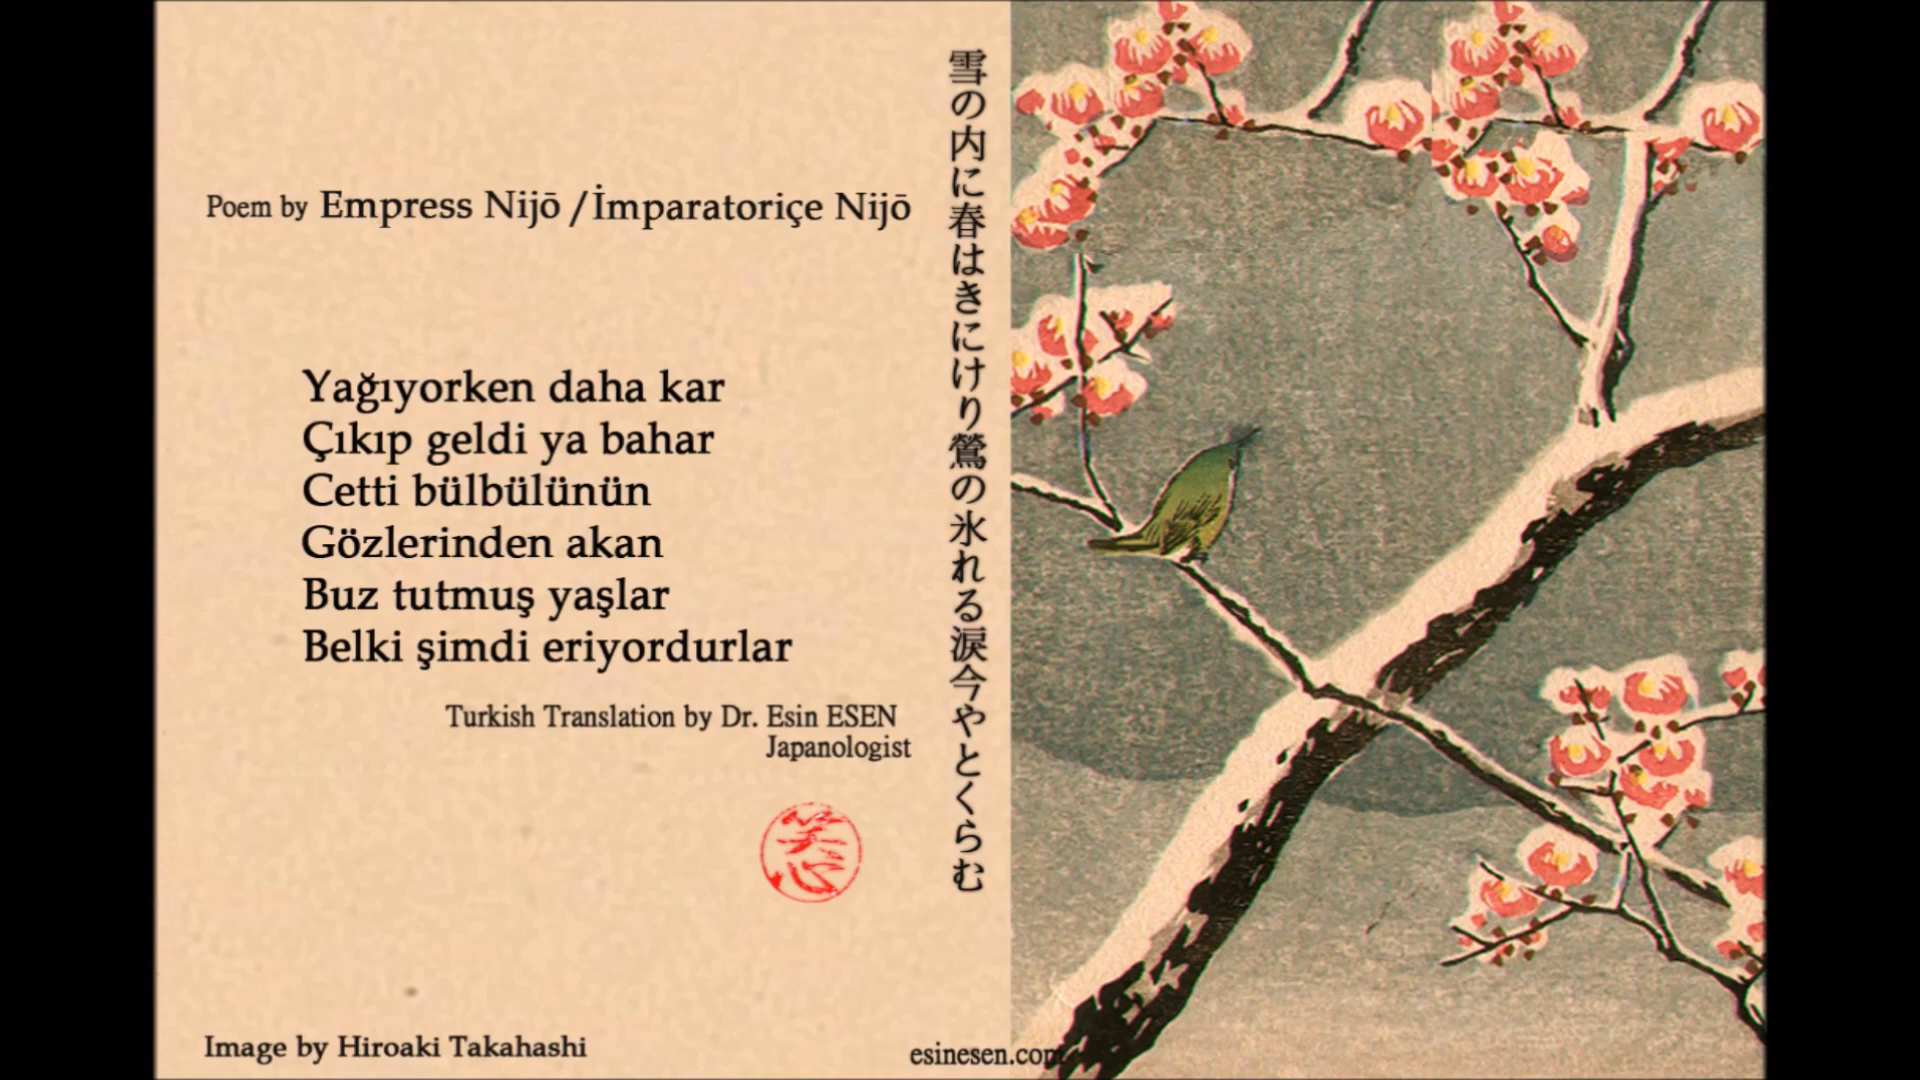 Poem by Empress Nijō / İmparatoriçe Nijō
Yağıyorken daha kar
Çıkıp geldi ya bahar
Cetti bülbülünün
Gözlerinden akan
Buz tutmuş yaşlar
Belki şimdi eriyordurlar
Turkish Translation by Dr. Esin ESEN
Japanologist
笑心
雪の内に春はきにけり鶯の氷れる涙今やとくらむ
Image by Hiroaki Takahashi
esinesen.com